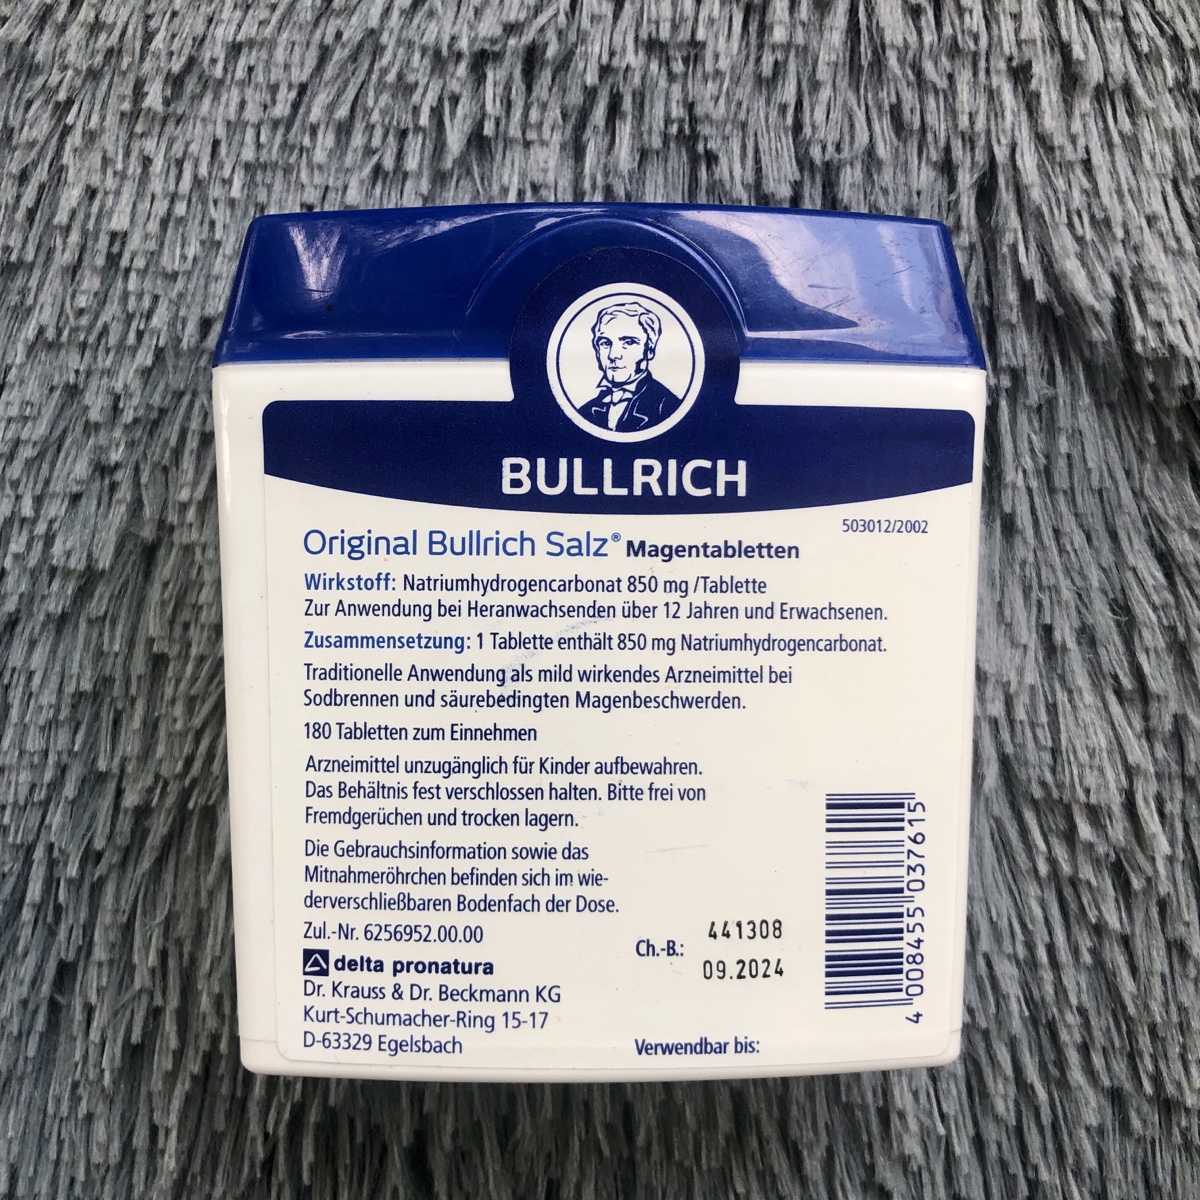 BULLRICH
503012/2002
Original Bullrich Salz® Magentabletten
Wirkstoff: Natriumhydrogencarbonat 850 mg /Tablette
Zur Anwendung bei Heranwachsenden über 12 Jahren und Erwachsenen.
Zusammensetzung: 1 Tablette enthält 850 mg Natriumhydrogencarbonat.
Traditionelle Anwendung als mild wirkendes Arzneimittel bei
Sodbrennen und säurebedingten Magenbeschwerden.
180 Tabletten zum Einnehmen
Arzneimittel unzugänglich für Kinder aufbewahren.
Das Behältnis fest verschlossen halten. Bitte frei von
Fremdgerüchen und trocken lagern.
Die Gebrauchsinformation sowie das
Mitnahmeröhrchen befinden sich im wie-
derverschließbaren Bodenfach der Dose.
Zul.-Nr. 6256952.00.00
delta pronatura
Dr. Krauss & Dr. Beckmann KG
Kurt-Schumacher-Ring 15-17
D-63329 Egelsbach
Ch.-B.: 441308
09.2024
Verwendbar bis:
4 008455 037615